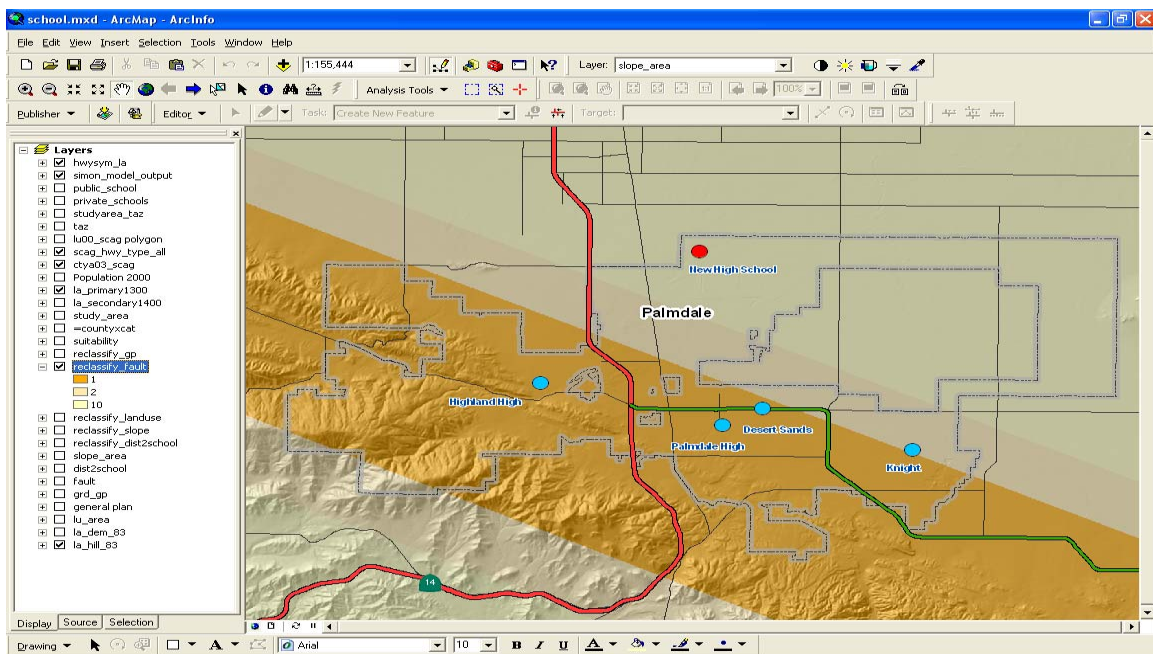 school.mxd - ArcMap - ArcInfo
File Edit View Insert Selection Tools Window Help
1:155,444 Layer: slope_area
Analysis Tools 100%
Publisher Editor Task: Create New Feature Target:
Layers
hwysym_la
simon_model_output
public_school
private_schools
studyarea_taz
taz
lu00_scag polygon
scag_hwy_type_all
ctya03_scag
Population 2000
la_primary1300
la_secondary1400
study_area
=countyxcat
suitability
reclassify_gp
reclassify_fault
1
2
10
reclassify_landuse
reclassify_slope
reclassify_dist2school
slope_area
dist2school
fault
grd_gp
general plan
lu_area
la_dem_83
la_hill_83
New High School
Palmdale
Highland High
Desert Sands
Palmdale High
Knight
14
Display Source Selection
Drawing A Arial 10 B I U A